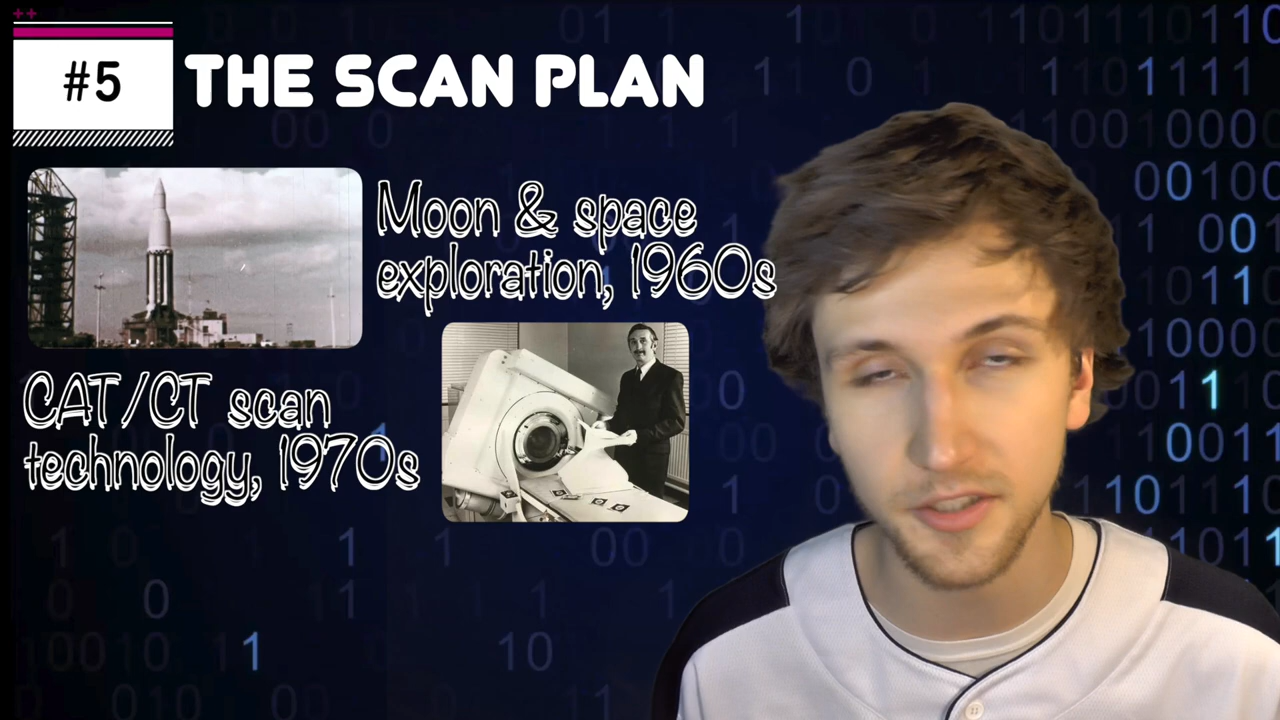 #5
THE SCAN PLAN
Moon & space
exploration, 1960s
CAT/CT scan
technology, 1970s